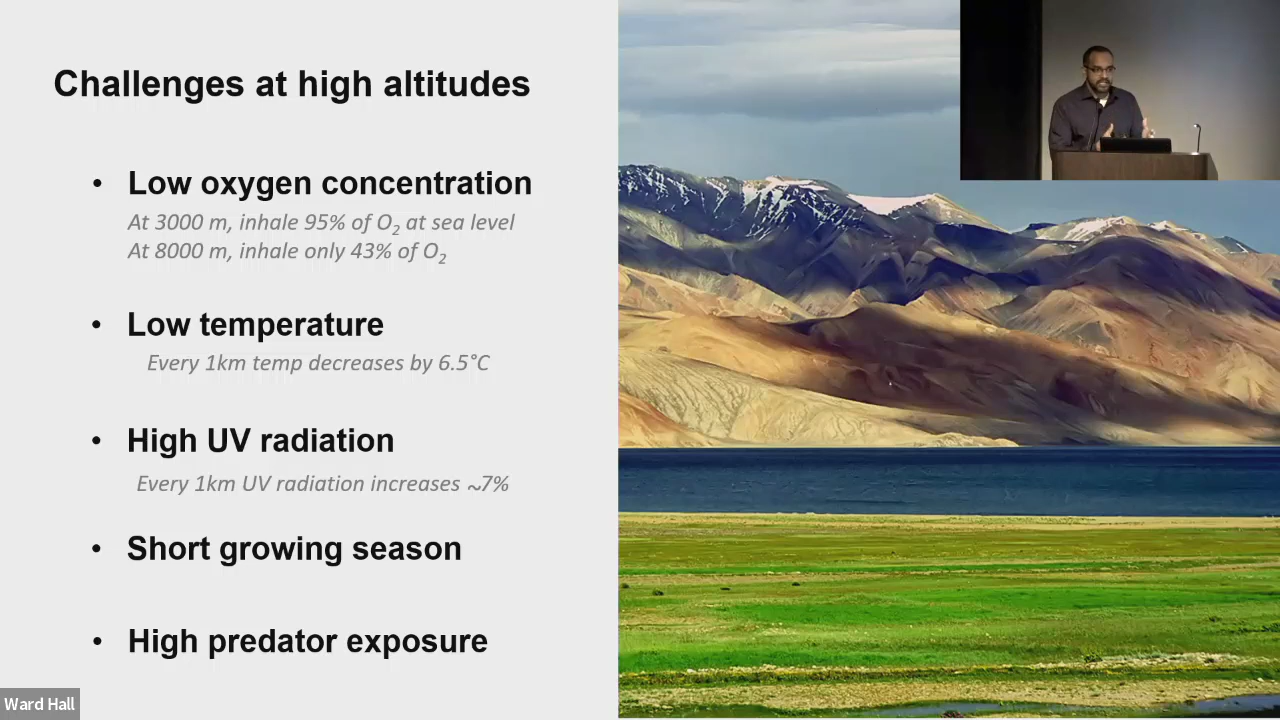 Challenges at high altitudes
• Low oxygen concentration
At 3000 m, inhale 95% of O₂ at sea level
At 8000 m, inhale only 43% of O₂
• Low temperature
Every 1km temp decreases by 6.5°C
• High UV radiation
Every 1km UV radiation increases ~7%
• Short growing season
• High predator exposure
Ward Hall